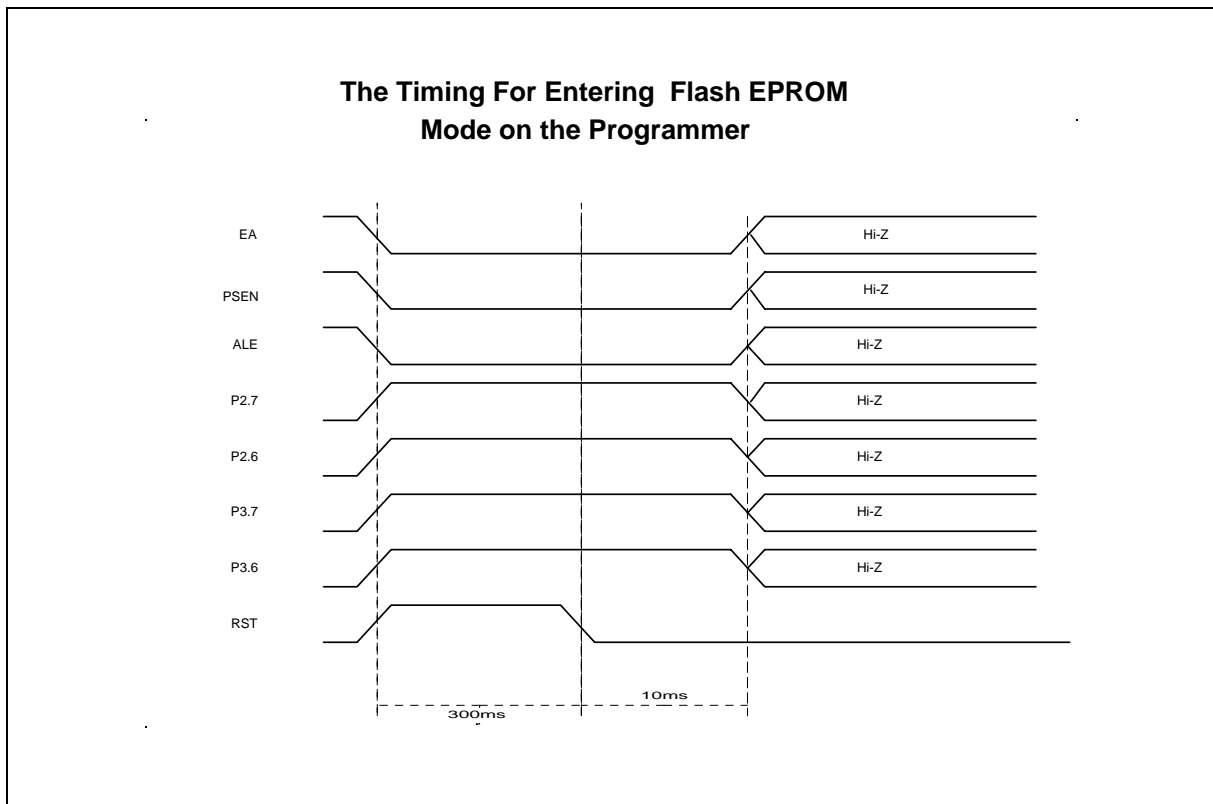 The Timing For Entering Flash EPROM
Mode on the Programmer
EA
Hi-Z
PSEN
Hi-Z
ALE
Hi-Z
P2.7
Hi-Z
P2.6
Hi-Z
P3.7
Hi-Z
P3.6
Hi-Z
RST
10ms
300ms